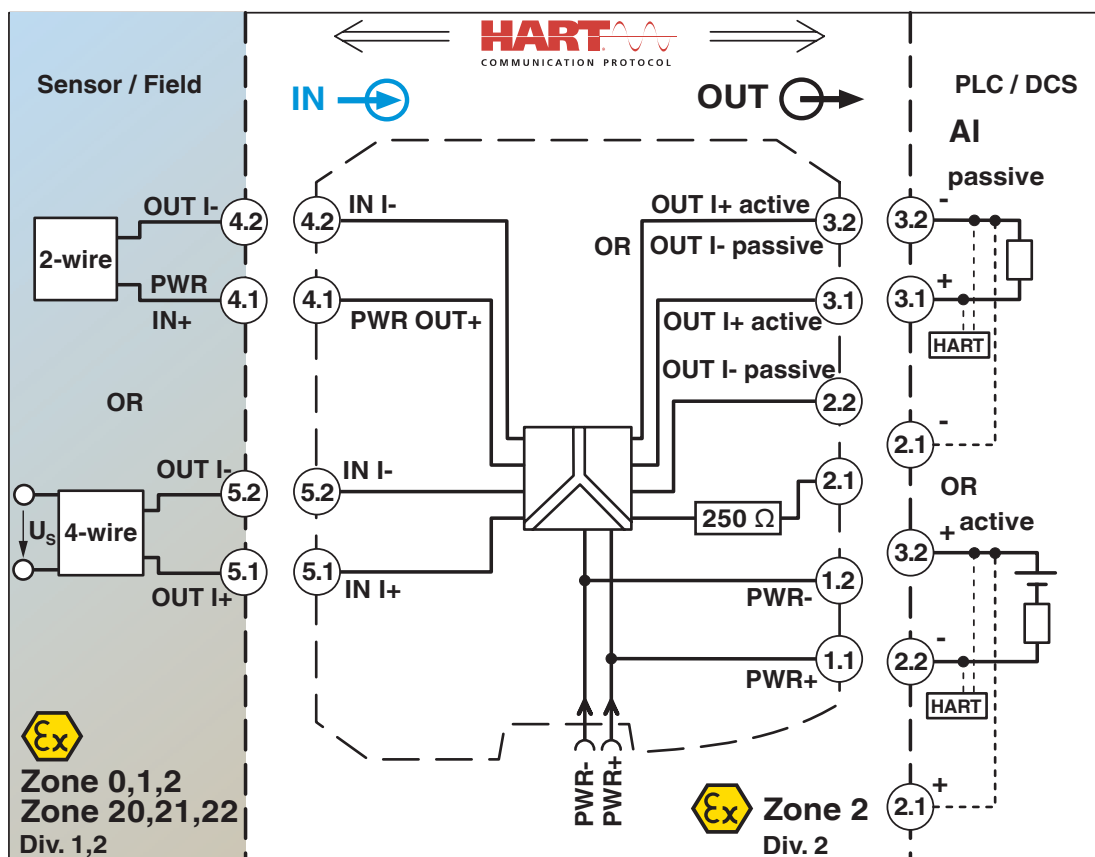 HART
COMMUNICATION PROTOCOL
Sensor / Field
IN
OUT
PLC / DCS
AI
passive
OUT I-
4.2
2-wire
PWR
IN+
4.1
OR
OUT I-
5.2
4-wire
US
5.1
OUT I+
4.2
IN I-
4.1
PWR OUT+
5.2
IN I-
5.1
IN I+
OUT I+ active
OR
OUT I- passive
3.2
3.1
OUT I+ active
OUT I- passive
2.2
2.1
250 Ω
1.2
PWR-
1.1
PWR+
PWR-
PWR+
3.2
-
3.1
+
HART
2.1
-
OR
active
3.2
+
2.2
-
HART
2.1
+
Ex
Zone 0,1,2
Zone 20,21,22
Div. 1,2
Ex
Zone 2
Div. 2